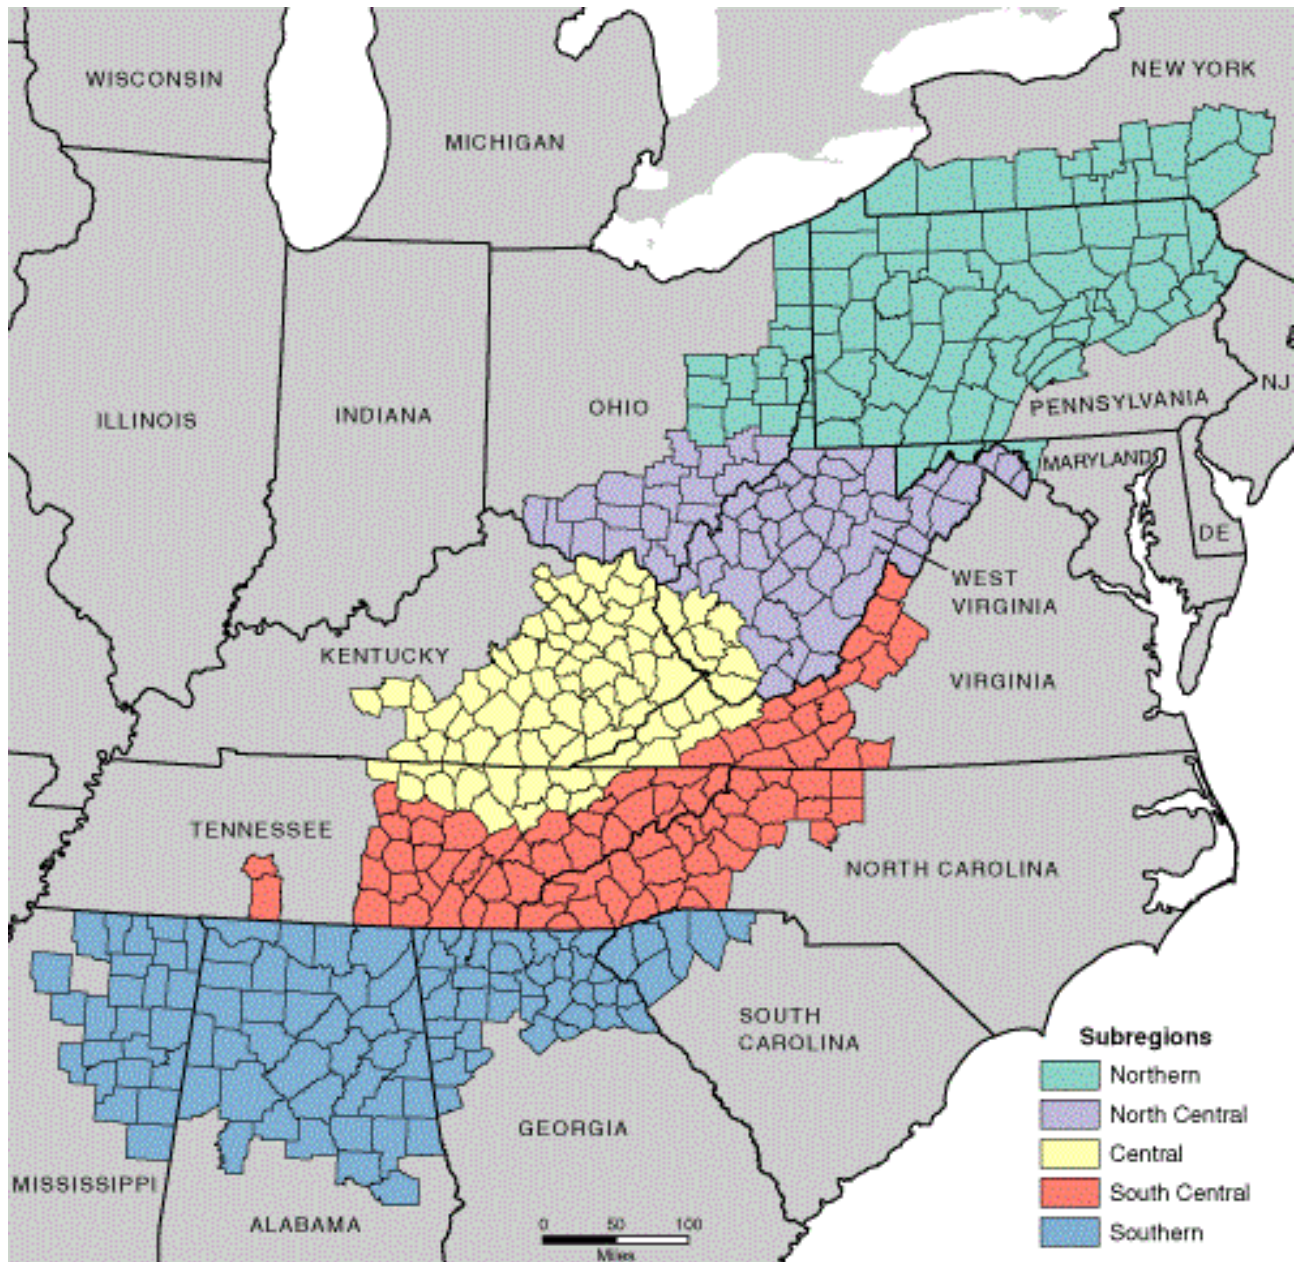 WISCONSIN
NEW YORK
MICHIGAN
ILLINOIS
INDIANA
OHIO
PENNSYLVANIA
NJ
MARYLAND
DE
WEST
VIRGINIA
KENTUCKY
VIRGINIA
TENNESSEE
NORTH CAROLINA
SOUTH
CAROLINA
GEORGIA
MISSISSIPPI
ALABAMA
Subregions
Northern
North Central
Central
South Central
Southern
0 50 100
Miles